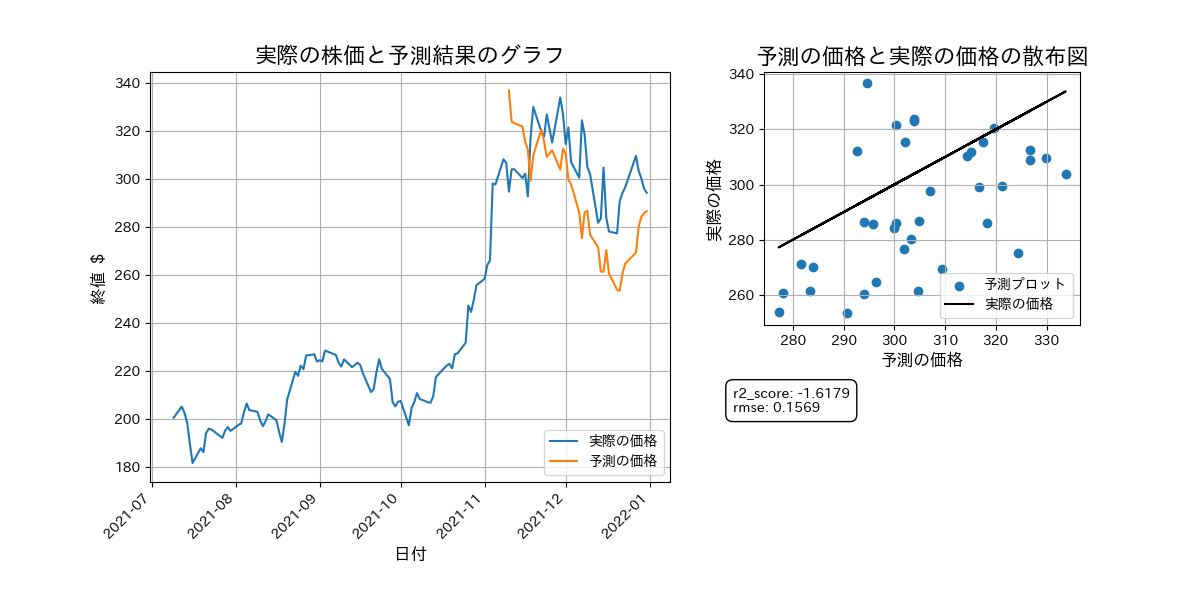 実際の株価と予測結果のグラフ
340
320
300
280
260
240
220
200
180
終値 $
2021-07
2021-08
2021-09
2021-10
2021-11
2021-12
2022-01
日付
実際の価格
予測の価格
予測の価格と実際の価格の散布図
340
320
300
280
260
実際の価格
280
290
300
310
320
330
予測の価格
予測プロット
実際の価格
r2_score: -1.6179
rmse: 0.1569